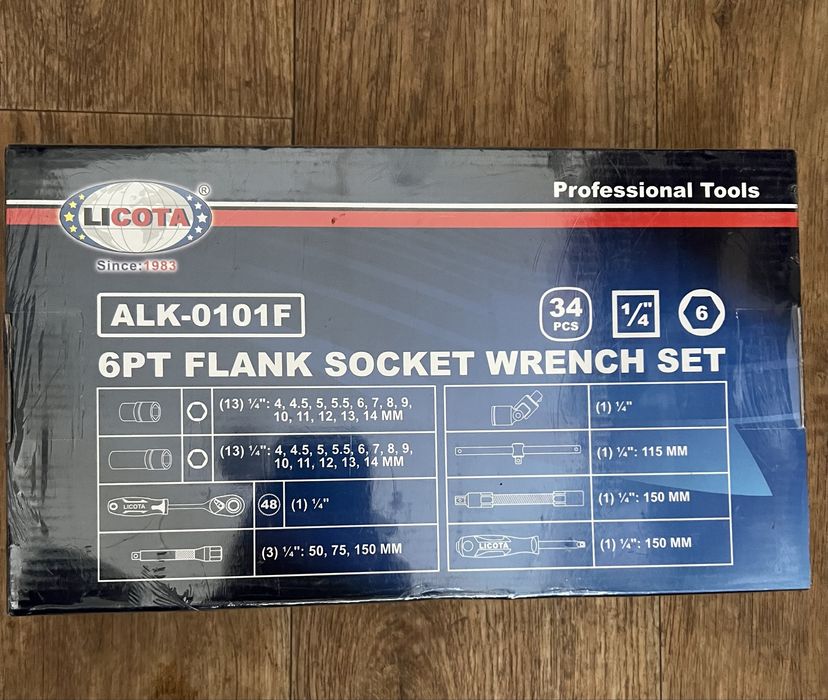 Professional Tools
LICOTA®
Since:1983
ALK-0101F
34
PCS
1/4"
6
6PT FLANK SOCKET WRENCH SET
(13) ¼": 4, 4.5, 5, 5.5, 6, 7, 8, 9,
10, 11, 12, 13, 14 MM
(13) ¼": 4, 4.5, 5, 5.5, 6, 7, 8, 9,
10, 11, 12, 13, 14 MM
LICOTA
48
(1) ¼"
(3) ¼": 50, 75, 150 MM
(1) ¼"
(1) ¼": 115 MM
(1) ¼": 150 MM
LICOTA
(1) ¼": 150 MM